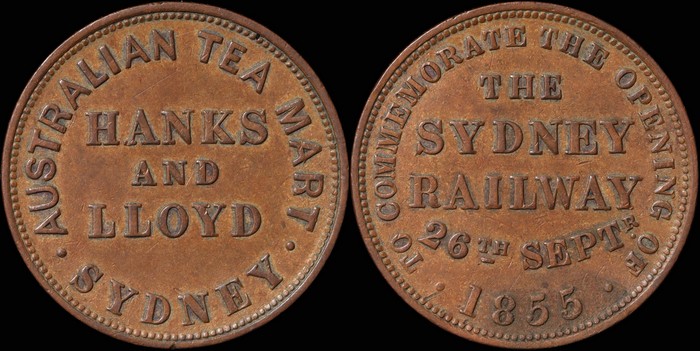 AUSTRALIAN TEA MART
HANKS
AND
LLOYD
· SYDNEY ·
TO COMMEMORATE THE OPENING OF
THE
SYDNEY
RAILWAY
26TH SEPTR
· 1855 ·